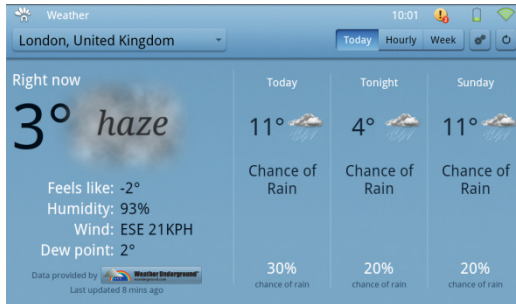 Weather
10:01
London, United Kingdom
Today Hourly Week
Right now
3° haze
Feels like: -2°
Humidity: 93%
Wind: ESE 21KPH
Dew point: 2°
Data provided by Weather Underground
Last updated 8 mins ago
Today
11°
Chance of
Rain
30%
chance of rain
Tonight
4°
Chance of
Rain
20%
chance of rain
Sunday
11°
Chance of
Rain
20%
chance of rain